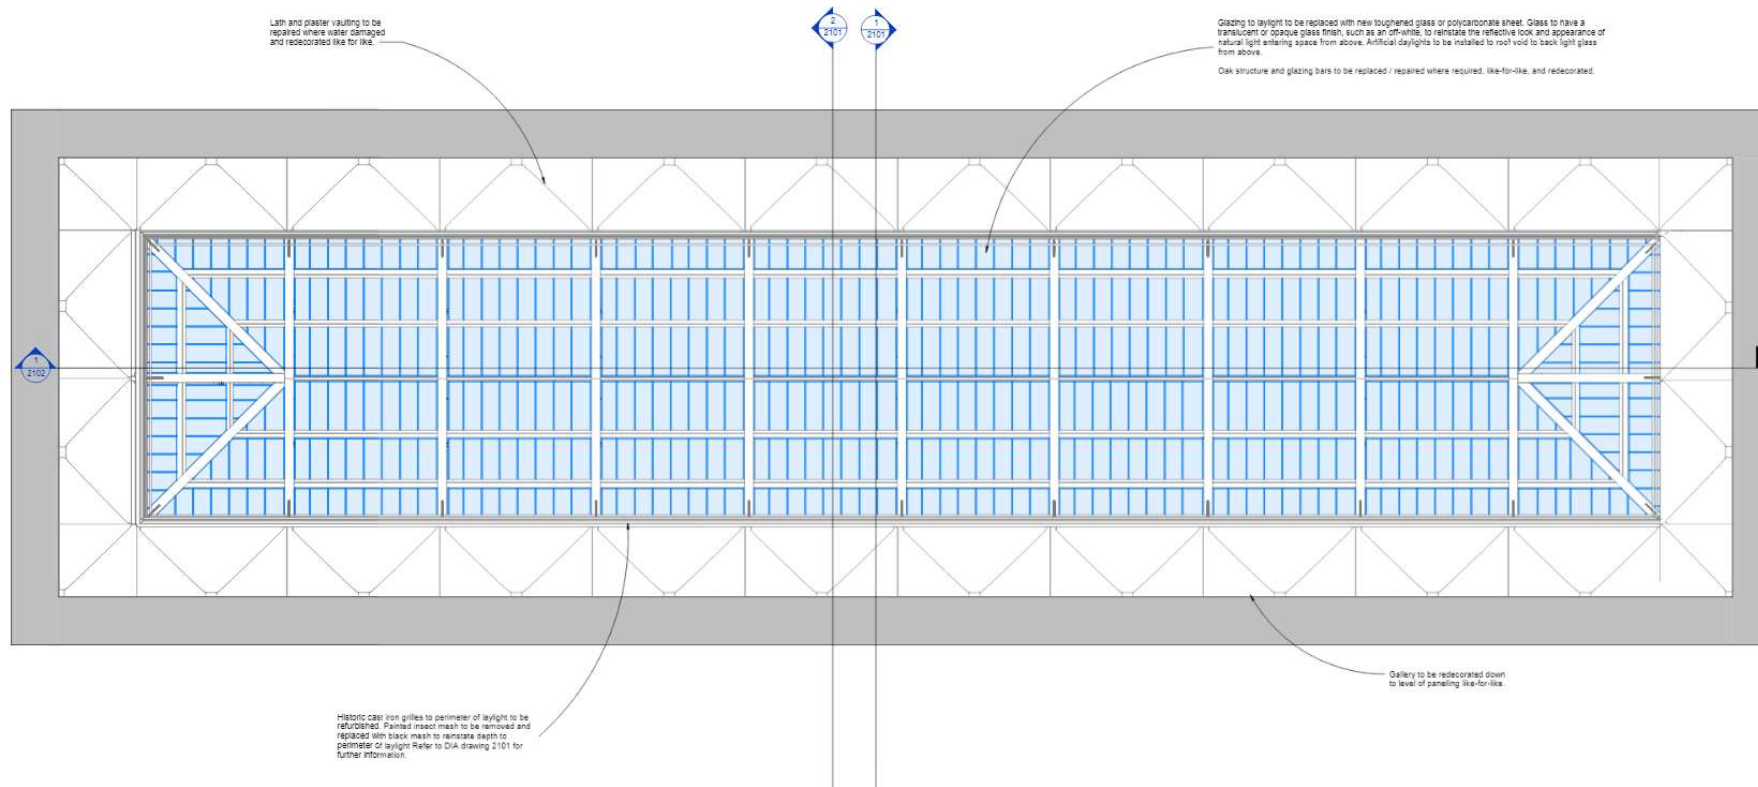 Lath and plaster vaulting to be
repaired where water damaged
and redecorated like for like.
2
2101
1
2101
Glazing to laylight to be replaced with new toughened glass or polycarbonate sheet. Glass to have a
translucent or opaque glass finish, such as an off-white, to reinstate the reflective look and appearance of
natural light entering space from above. Artificial daylights to be installed to roof void to back light glass
from above.
Oak structure and glazing bars to be replaced / repaired where required, like-for-like, and redecorated.
1
2102
Gallery to be redecorated down
to level of panelling like-for-like.
Historic cast iron grilles to perimeter of laylight to be
refurbished. Painted insect mesh to be removed and
replaced with black mesh to reinstate depth to
perimeter of laylight Refer to DIA drawing 2101 for
further information.